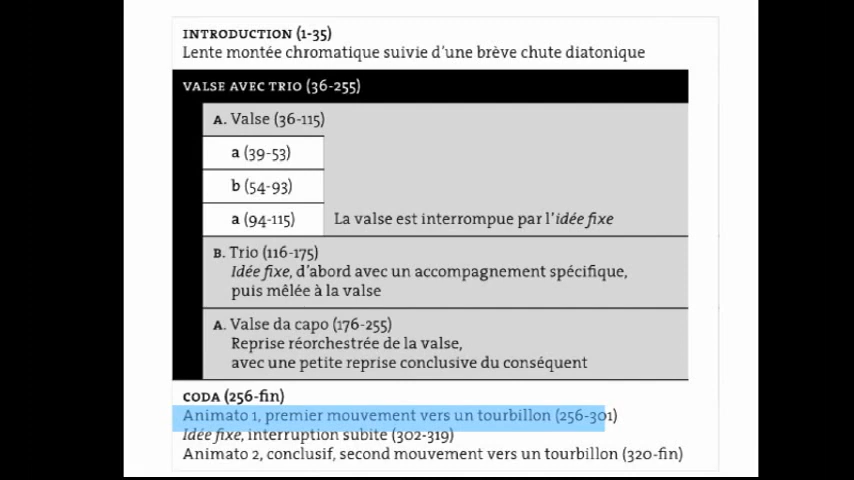 INTRODUCTION (1-35)
Lente montée chromatique suivie d'une brève chute diatonique
VALSE AVEC TRIO (36-255)
A. Valse (36-115)
a (39-53)
b (54-93)
a (94-115) La valse est interrompue par l'idée fixe
B. Trio (116-175)
Idée fixe, d'abord avec un accompagnement spécifique,
puis mêlée à la valse
A. Valse da capo (176-255)
Reprise réorchestrée de la valse,
avec une petite reprise conclusive du conséquent
CODA (256-fin)
Animato 1, premier mouvement vers un tourbillon (256-301)
Idée fixe, interruption subite (302-319)
Animato 2, conclusif, second mouvement vers un tourbillon (320-fin)